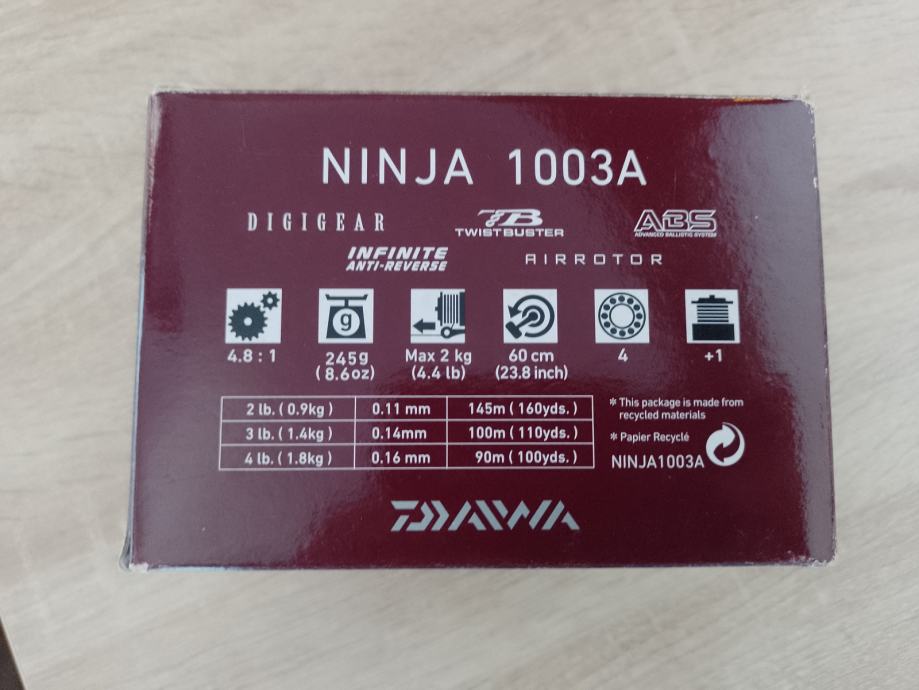 NINJA 1003A
DIGIGEAR TB TWIST BUSTER ABS ADVANCED BALLISTIC SYSTEM
INFINITE ANTI-REVERSE AIRROTOR
g
4.8 : 1 245g Max 2 kg 60 cm 4 +1
(8.6oz) (4.4 lb) (23.8 inch)
2 lb. ( 0.9kg ) 0.11 mm 145m ( 160yds. )
3 lb. ( 1.4kg ) 0.14mm 100m ( 110yds. )
4 lb. ( 1.8kg ) 0.16 mm 90m ( 100yds. )
* This package is made from
recycled materials
* Papier Recyclé
NINJA1003A
DAIWA